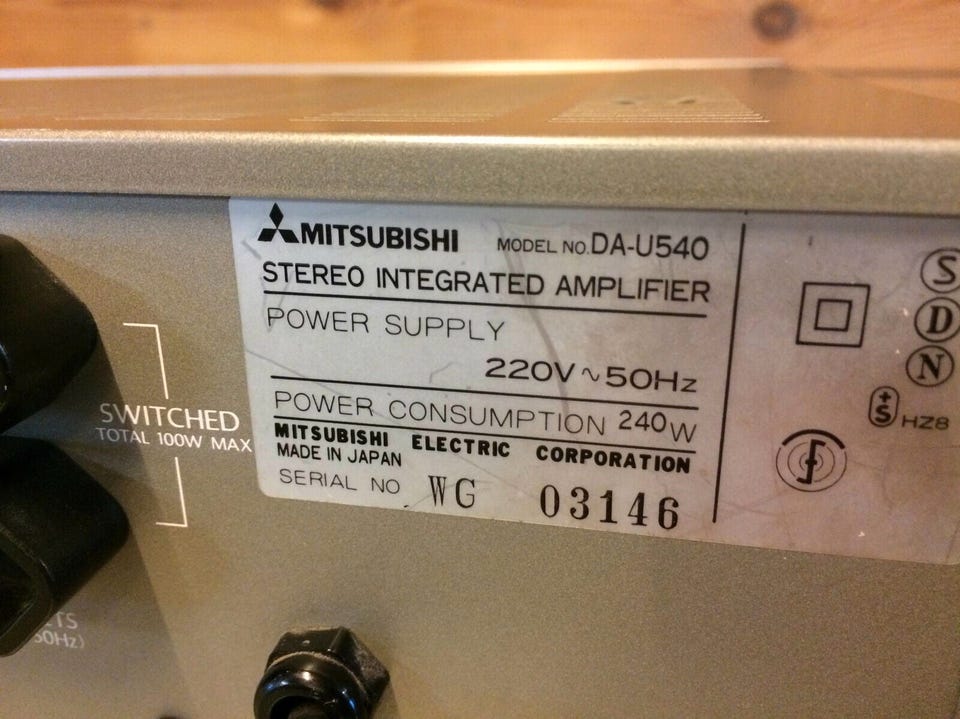 MITSUBISHI MODEL NO. DA-U540
STEREO INTEGRATED AMPLIFIER
POWER SUPPLY
220V ~ 50Hz
POWER CONSUMPTION 240W
MITSUBISHI ELECTRIC CORPORATION
MADE IN JAPAN
SERIAL NO WG 03146
S
D
N
+S HZ8
SWITCHED
TOTAL 100W MAX
50Hz)